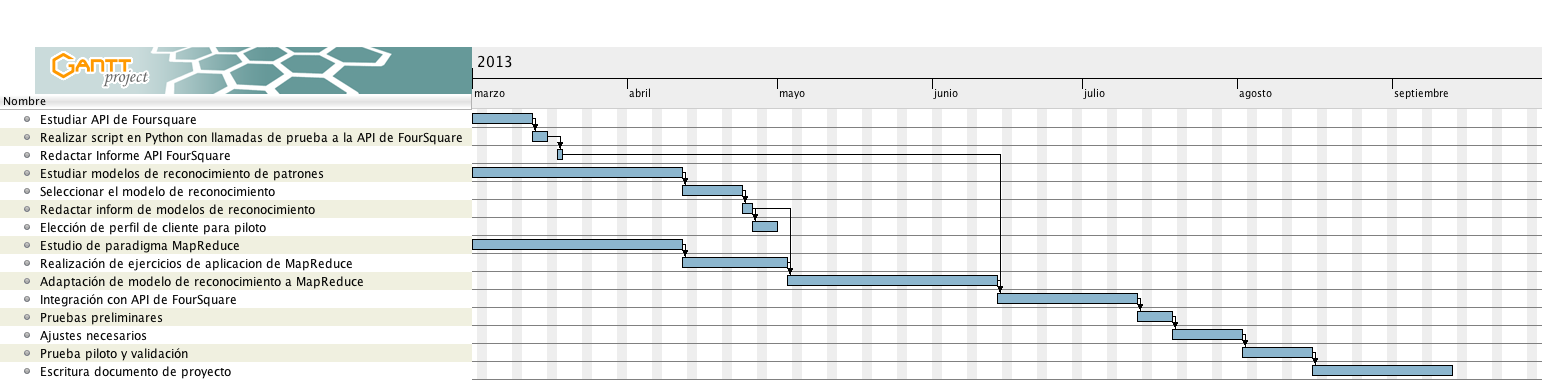 GANTT
project
2013
marzo abril mayo junio julio agosto septiembre
Nombre
Estudiar API de Foursquare
Realizar script en Python con llamadas de prueba a la API de FourSquare
Redactar Informe API FourSquare
Estudiar modelos de reconocimiento de patrones
Seleccionar el modelo de reconocimiento
Redactar inform de modelos de reconocimiento
Elección de perfil de cliente para piloto
Estudio de paradigma MapReduce
Realización de ejercicios de aplicacion de MapReduce
Adaptación de modelo de reconocimiento a MapReduce
Integración con API de FourSquare
Pruebas preliminares
Ajustes necesarios
Prueba piloto y validación
Escritura documento de proyecto